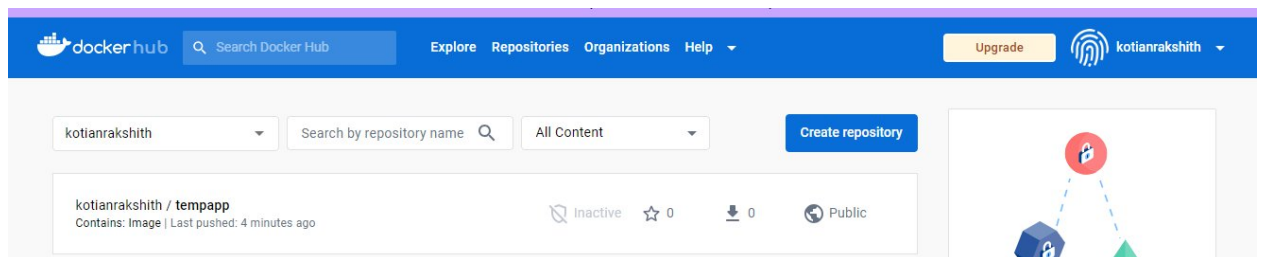 dockerhub Search Docker Hub Explore Repositories Organizations Help Upgrade kotianrakshith
kotianrakshith Search by repository name All Content Create repository
kotianrakshith / tempapp
Contains: Image | Last pushed: 4 minutes ago Inactive 0 0 Public